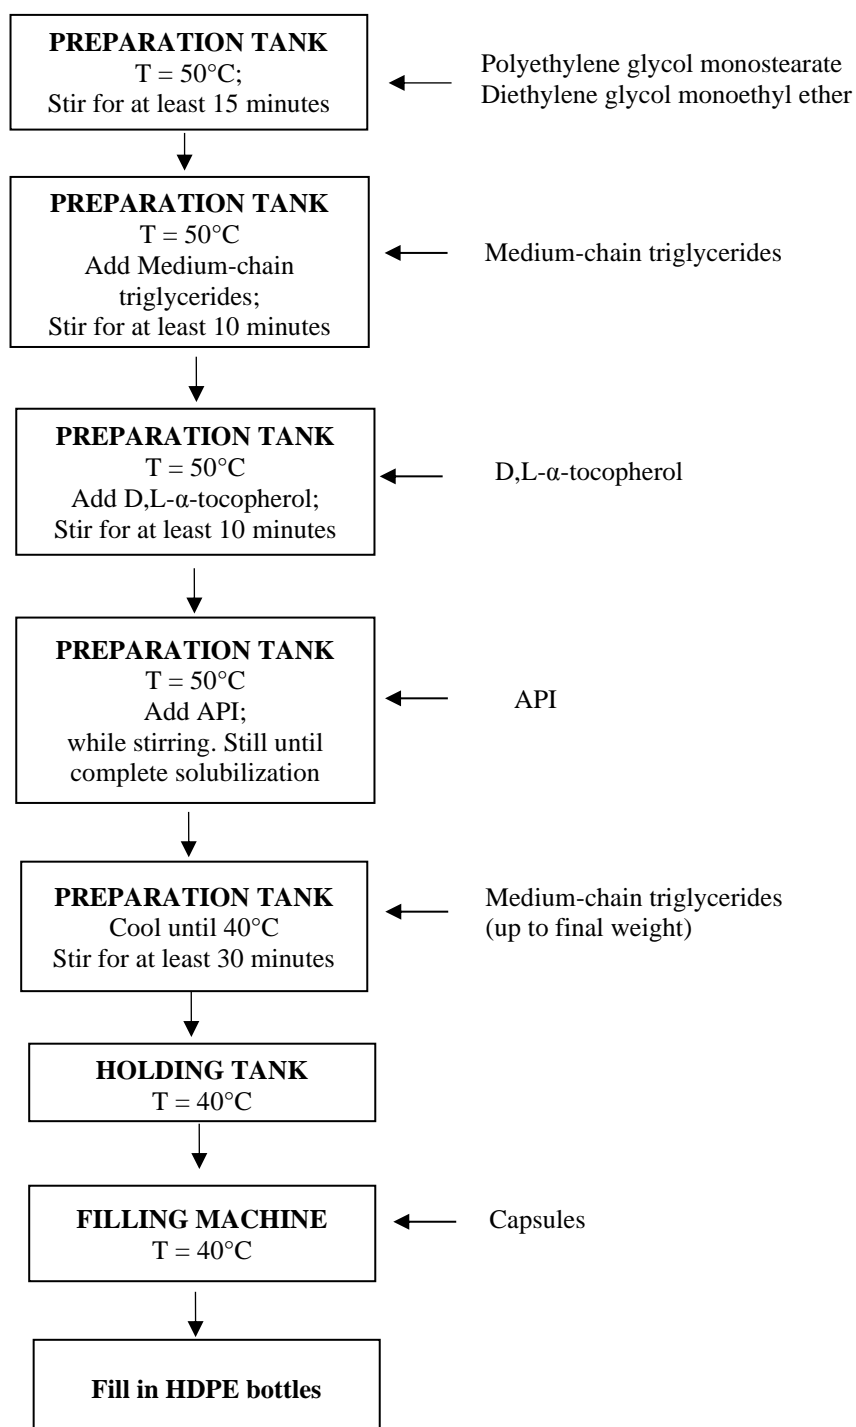 PREPARATION TANK
T = 50°C;
Stir for at least 15 minutes
Polyethylene glycol monostearate
Diethylene glycol monoethyl ether
PREPARATION TANK
T = 50°C
Add Medium-chain
triglycerides;
Stir for at least 10 minutes
Medium-chain triglycerides
PREPARATION TANK
T = 50°C
Add D,L-α-tocopherol;
Stir for at least 10 minutes
D,L-α-tocopherol
PREPARATION TANK
T = 50°C
Add API;
while stirring. Still until
complete solubilization
API
PREPARATION TANK
Cool until 40°C
Stir for at least 30 minutes
Medium-chain triglycerides
(up to final weight)
HOLDING TANK
T = 40°C
FILLING MACHINE
T = 40°C
Capsules
Fill in HDPE bottles